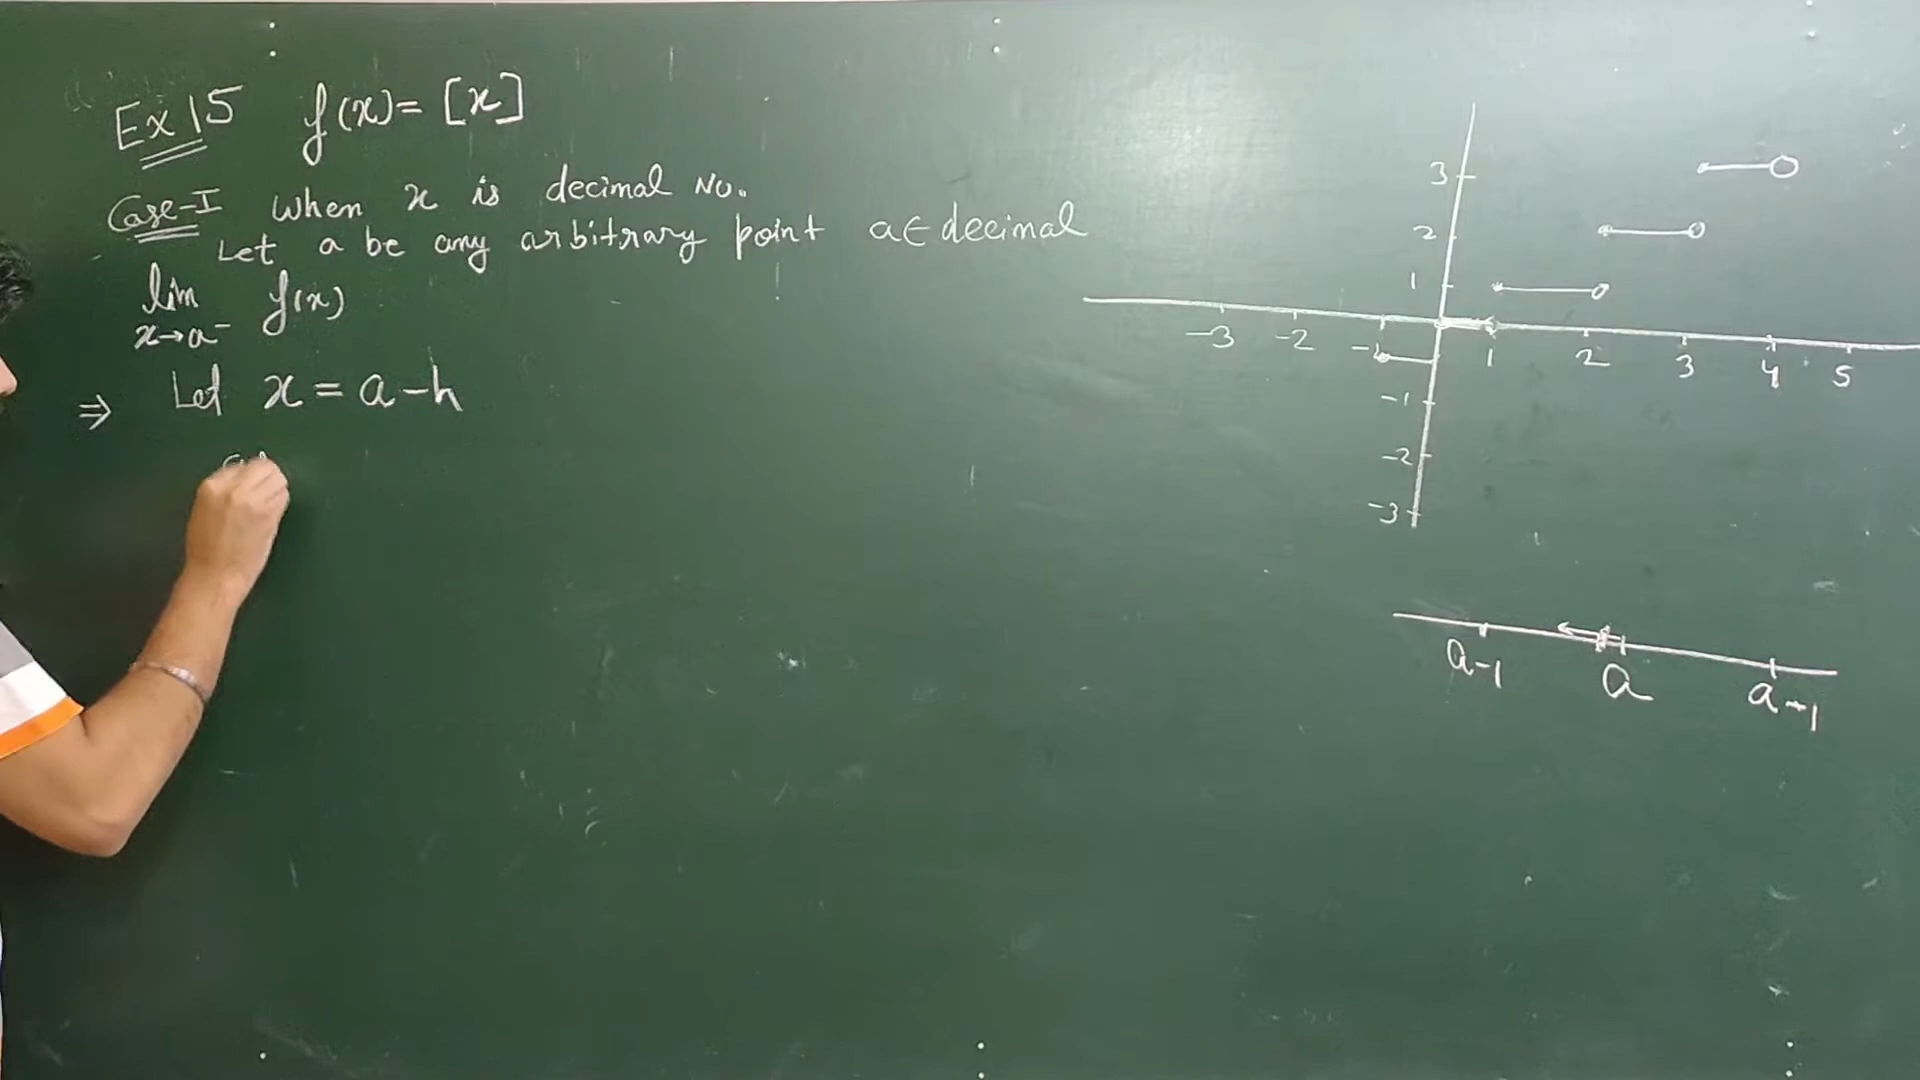 Ex 15 f(x) = [x]
Case-I When x is decimal No.
Let a be any arbitrary point a ∈ decimal
lim f(x)
x→a⁻
⇒ Let x = a - h
3
2
1
-3 -2 -1 1 2 3 4 5
-1
-2
-3
a-1 a